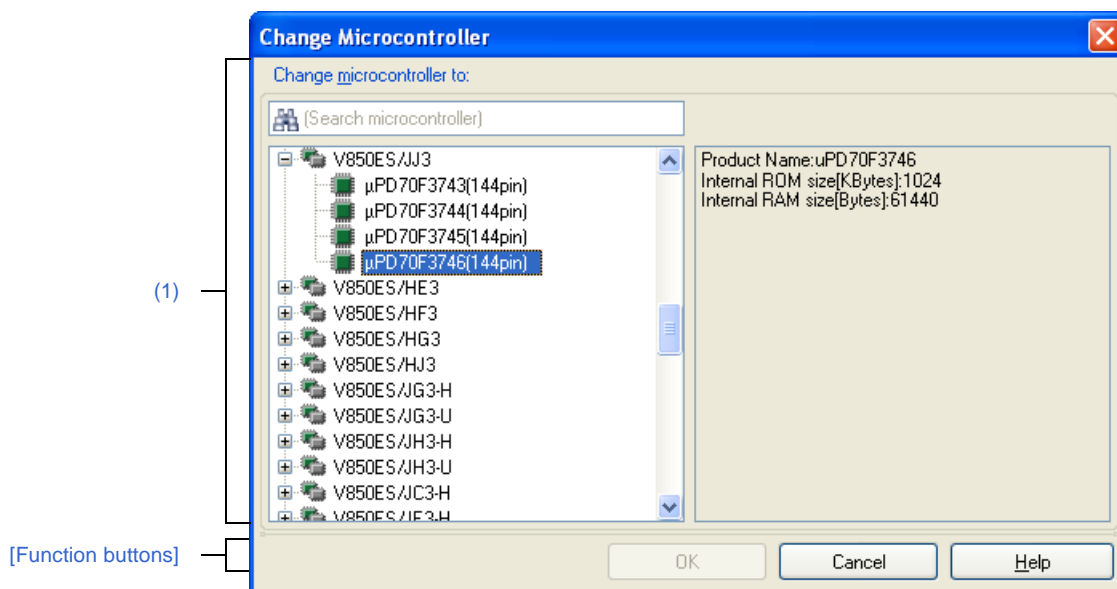 Change Microcontroller
Change microcontroller to:
(Search microcontroller)
V850ES/JJ3
µPD70F3743(144pin)
µPD70F3744(144pin)
µPD70F3745(144pin)
µPD70F3746(144pin)
V850ES/HE3
V850ES/HF3
V850ES/HG3
V850ES/HJ3
V850ES/JG3-H
V850ES/JG3-U
V850ES/JH3-H
V850ES/JH3-U
V850ES/JC3-H
V850ES/JE3-H
Product Name:uPD70F3746
Internal ROM size[KBytes]:1024
Internal RAM size[Bytes]:61440
(1)
[Function buttons]
OK
Cancel
Help